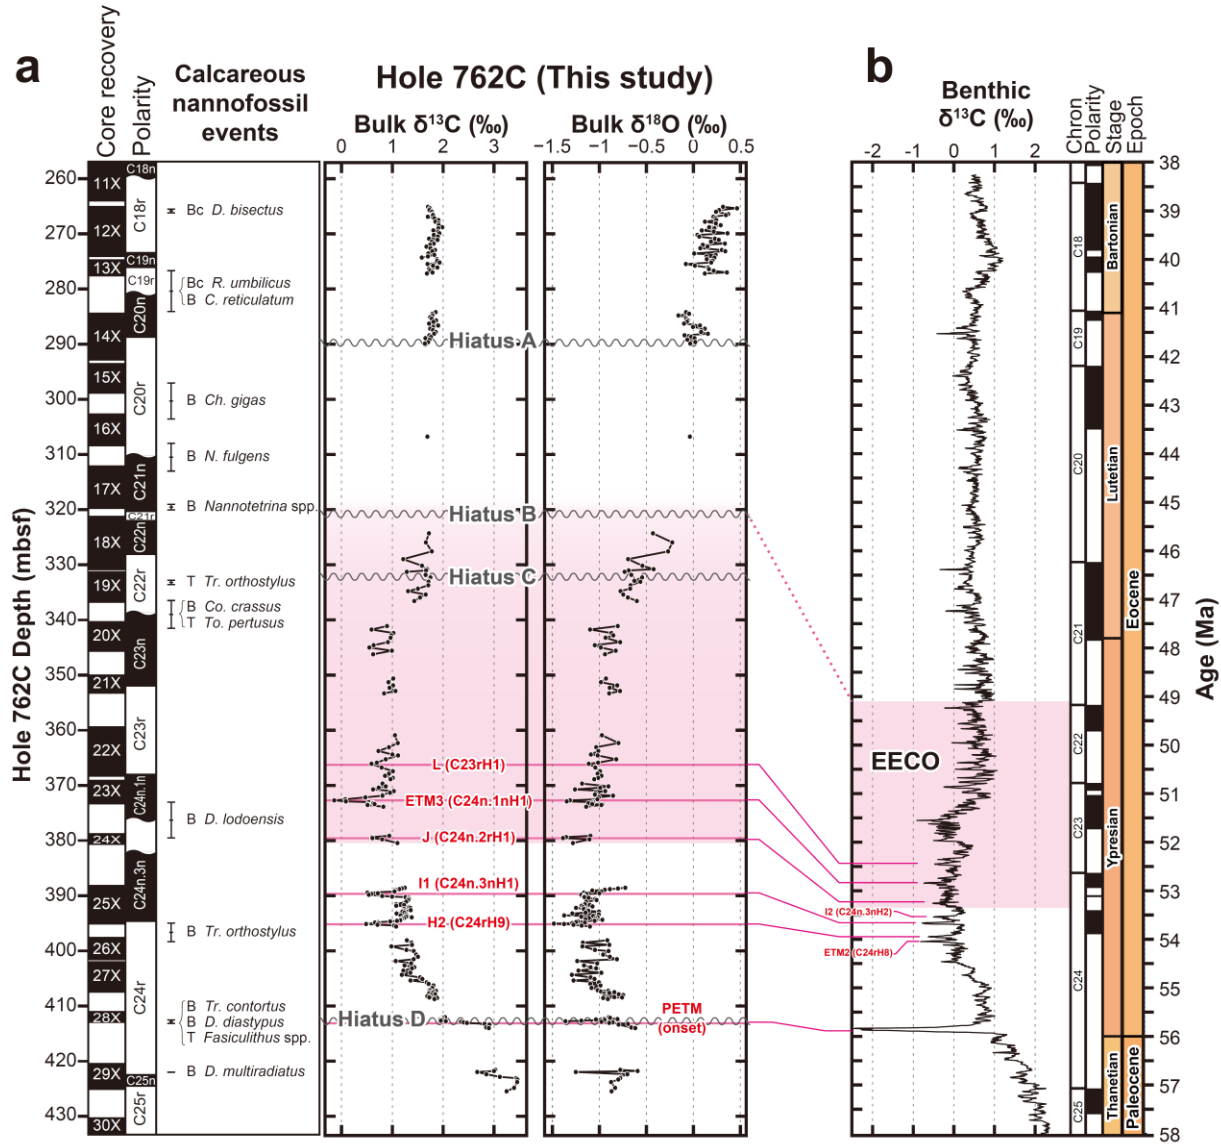 a
Core recovery
Polarity
Calcareous
nannofossil
events
Hole 762C (This study)
Bulk δ¹³C (‰)
Bulk δ¹⁸O (‰)
0 1 2 3
−1.5 −1 −0.5 0 0.5
Hole 762C Depth (mbsf)
260
270
280
290
300
310
320
330
340
350
360
370
380
390
400
410
420
430
11X
12X
13X
14X
15X
16X
17X
18X
19X
20X
21X
22X
23X
24X
25X
26X
27X
28X
29X
30X
C18n
C18r
C19n
C19r
C20n
C20r
C21n
C21r
C22n
C22r
C23n
C23r
C24n.1n
C24n.3n
C24r
C25n
C25r
Bc D. bisectus
Bc R. umbilicus
B C. reticulatum
B Ch. gigas
B N. fulgens
B Nannotetrina spp.
T Tr. orthostylus
B Co. crassus
T To. pertusus
B D. lodoensis
B Tr. orthostylus
B Tr. contortus
B D. diastypus
T Fasiculithus spp.
B D. multiradiatus
Hiatus A
Hiatus B
Hiatus C
L (C23rH1)
ETM3 (C24n.1nH1)
J (C24n.2rH1)
I1 (C24n.3nH1)
H2 (C24rH9)
Hiatus D
PETM
(onset)
b
Benthic
δ¹³C (‰)
-2 -1 0 1 2
Chron
Polarity
Stage
Epoch
EECO
I2 (C24n.3nH2)
ETM2 (C24rH8)
C18
C19
C20
C21
C22
C23
C24
C25
Bartonian
Lutetian
Ypresian
Thanetian
Eocene
Paleocene
38
39
40
41
42
43
44
45
46
47
48
49
50
51
52
53
54
55
56
57
58
Age (Ma)